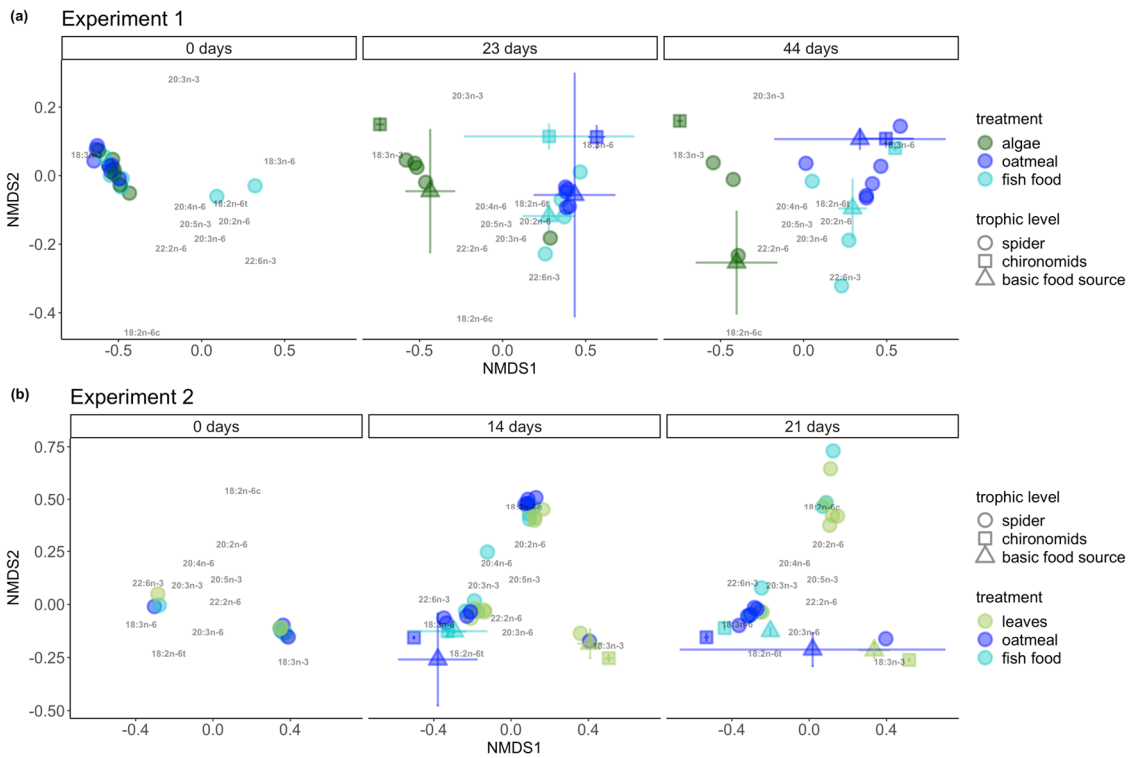 (a) Experiment 1
0 days 23 days 44 days
NMDS2
0.2
0.0
-0.2
-0.4
20:3n-3
18:3n-3
18:3n-6
20:4n-6
18:2n-6t
20:5n-3
20:2n-6
20:3n-6
22:2n-6
22:6n-3
18:2n-6c
20:3n-3
18:3n-3
18:3n-6
20:4n-6
18:2n-6t
20:5n-3
20:2n-6
20:3n-6
22:2n-6
22:6n-3
18:2n-6c
20:3n-3
18:3n-3
18:3n-6
20:4n-6
18:2n-6t
20:5n-3
20:2n-6
20:3n-6
22:2n-6
22:6n-3
18:2n-6c
-0.5 0.0 0.5 -0.5 0.0 0.5 -0.5 0.0 0.5
NMDS1
treatment
algae
oatmeal
fish food
trophic level
spider
chironomids
basic food source
(b) Experiment 2
0 days 14 days 21 days
NMDS2
0.75
0.50
0.25
0.00
-0.25
-0.50
18:2n-6c
20:2n-6
20:4n-6
22:6n-3
20:3n-3
20:5n-3
22:2n-6
18:3n-6
20:3n-6
18:2n-6t
18:3n-3
18:2n-6c
20:2n-6
20:4n-6
20:3n-3
20:5n-3
22:6n-3
22:2n-6
18:3n-6
20:3n-6
18:2n-6t
18:3n-3
18:2n-6c
20:2n-6
20:4n-6
22:6n-3
20:3n-3
20:5n-3
22:2n-6
18:3n-6
20:3n-6
18:2n-6t
18:3n-3
-0.4 0.0 0.4 -0.4 0.0 0.4 -0.4 0.0 0.4
NMDS1
trophic level
spider
chironomids
basic food source
treatment
leaves
oatmeal
fish food